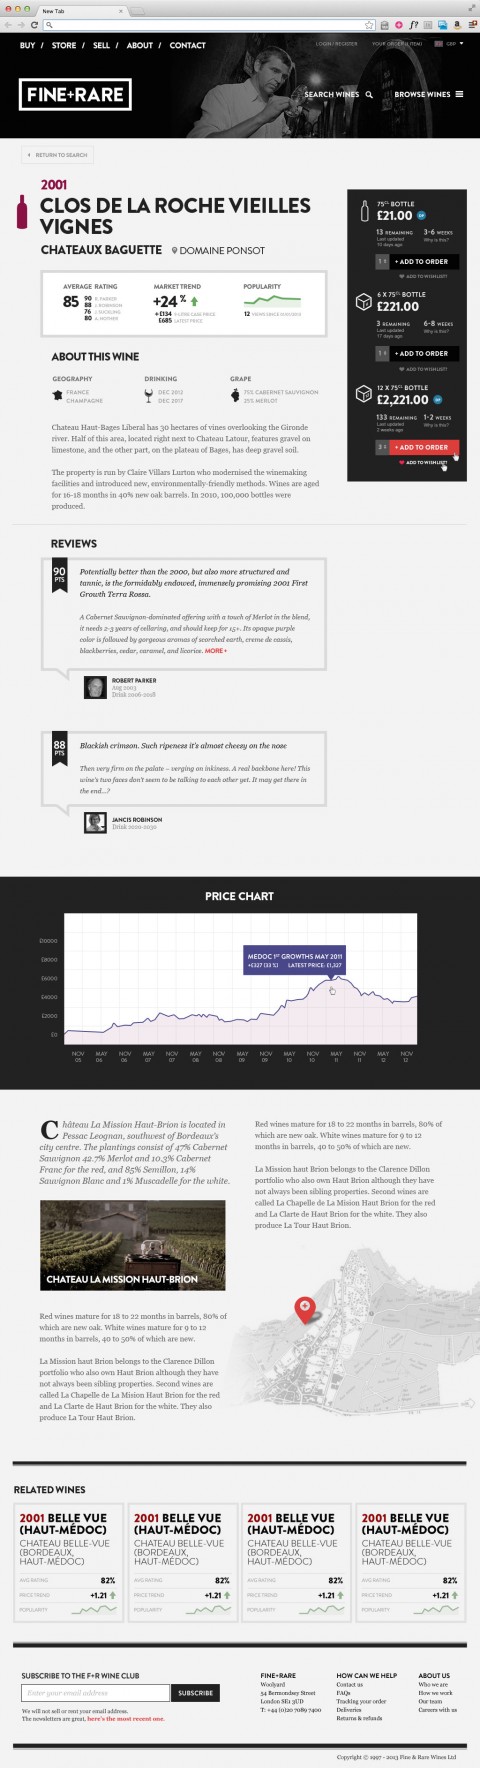 New Tab
BUY / STORE / SELL / ABOUT / CONTACT
LOGIN / REGISTER YOUR ORDER (1 ITEM) GBP
FINE+RARE
SEARCH WINES BROWSE WINES
RETURN TO SEARCH
2001
CLOS DE LA ROCHE VIEILLES
VIGNES
CHATEAUX BAGUETTE DOMAINE PONSOT
AVERAGE RATING
85
90 R. PARKER
88 J. ROBINSON
76 J. SUCKLING
80 A. MOTHER
MARKET TREND
+24 %
+£134 9 LITRE CASE PRICE
£685 LATEST PRICE
POPULARITY
12 VIEWS SINCE
75CL BOTTLE
£21.00
13 REMAINING 3-6 WEEKS
Last updated Why is this?
10 days ago
1 + ADD TO ORDER
ADD TO WISHLIST?
6 X 75CL BOTTLE
£221.00
3 REMAINING 6-8 WEEKS
Last updated Why is this?
17 days ago
1 + ADD TO ORDER
ADD TO WISHLIST?
12 X 75CL BOTTLE
£2,221.00
133 REMAINING 1-2 WEEKS
Last updated Why is this?
2 weeks ago
3 + ADD TO ORDER
ADD TO WISHLIST?
ABOUT THIS WINE
GEOGRAPHY DRINKING GRAPE
FRANCE DEC 2012 75% CABERNET SAUVIGNON
CHAMPAGNE DEC 2017 25% MERLOT
Chateau Haut-Bages Liberal has 30 hectares of vines overlooking the Gironde
river. Half of this area, located right next to Chateau Latour, features gravel on
limestone, and the other part, on the plateau of Bages, has deep gravel soil.
The property is run by Claire Villars Lurton who modernised the winemaking
facilities and introduced new, environmentally-friendly methods. Wines are aged
for 16-18 months in 40% new oak barrels. In 2010, 100,000 bottles were
produced.
REVIEWS
90
PTS
Potentially better than the 2000, but also more structured and
tannic, is the formidably endowed, immensely promising 2001 First
Growth Terra Rossa.
A Cabernet Sauvignon-dominated offering with a touch of Merlot in the blend,
it needs 2-3 years of cellaring, and should keep for 15+. Its opaque purple
color is followed by gorgeous aromas of scorched earth, creme de cassis,
blackberries, cedar, caramel, and licorice. MORE +
ROBERT PARKER
Aug 2003
Drink 2006-2018
88
PTS
Blackish crimson. Such ripeness it's almost cheesy on the nose
Then very firm on the palate – verging on inkiness. A real backbone here! This
wine's two faces don't seem to be talking to each other yet. It may get there in
the end...?
JANCIS ROBINSON
Drink 2020-2030
PRICE CHART
£10000
£8000
£6000
£4000
£2000
£0
MEDOC 1ST GROWTHS MAY 2011
+£327 (33 %) LATEST PRICE: £1,327
NOV MAY NOV MAY NOV MAY NOV MAY NOV MAY NOV MAY NOV MAY NOV
05 06 06 07 07 08 08 09 09 10 10 11 11 12 12
Château La Mission Haut-Brion is located in
Pessac Leognan, southwest of Bordeaux's
city centre. The plantings consist of 47% Cabernet
Sauvignon 42.7% Merlot and 10.3% Cabernet
Franc for the red, and 85% Semillon, 14%
Sauvignon Blanc and 1% Muscadelle for the white.
CHATEAU LA MISSION HAUT-BRION
Red wines mature for 18 to 22 months in barrels, 80% of
which are new oak. White wines mature for 9 to 12
months in barrels, 40 to 50% of which are new.
La Mission haut Brion belongs to the Clarence Dillon
portfolio who also own Haut Brion although they have
not always been sibling properties. Second wines are
called La Chapelle de La Mision Haut Brion for the red
and La Clarte de Haut Brion for the white. They also
produce La Tour Haut Brion.
Red wines mature for 18 to 22 months in barrels, 80% of
which are new oak. White wines mature for 9 to 12
months in barrels, 40 to 50% of which are new.
La Mission haut Brion belongs to the Clarence Dillon
portfolio who also own Haut Brion although they have
not always been sibling properties. Second wines are
called La Chapelle de La Mision Haut Brion for the red
and La Clarte de Haut Brion for the white. They also
produce La Tour Haut Brion.
RELATED WINES
2001 BELLE VUE
(HAUT-MÉDOC)
CHATEAU BELLE-VUE
(BORDEAUX,
HAUT-MÉDOC)
AVG RATING 82%
PRICE TREND +1.21
POPULARITY
2001 BELLE VUE
(HAUT-MÉDOC)
CHATEAU BELLE-VUE
(BORDEAUX,
HAUT-MÉDOC)
AVG RATING 82%
PRICE TREND +1.21
POPULARITY
2001 BELLE VUE
(HAUT-MÉDOC)
CHATEAU BELLE-VUE
(BORDEAUX,
HAUT-MÉDOC)
AVG RATING 82%
PRICE TREND +1.21
POPULARITY
2001 BELLE VUE
(HAUT-MÉDOC)
CHATEAU BELLE-VUE
(BORDEAUX,
HAUT-MÉDOC)
AVG RATING 82%
PRICE TREND +1.21
POPULARITY
SUBSCRIBE TO THE F+R WINE CLUB
Enter your email address SUBSCRIBE
We will not sell or rent your email address.
The newsletters are great, here's the most recent one.
FINE+RARE
Woolyard
54 Bermondsey Street
London SE1 3UD
T: +44 (0)20 7089 7400
HOW CAN WE HELP
Contact us
FAQs
Tracking your order
Deliveries
Returns & refunds
ABOUT US
Who we are
How we work
Our team
Careers with us
Copyright © 1997 - 2013 Fine & Rare Wines Ltd